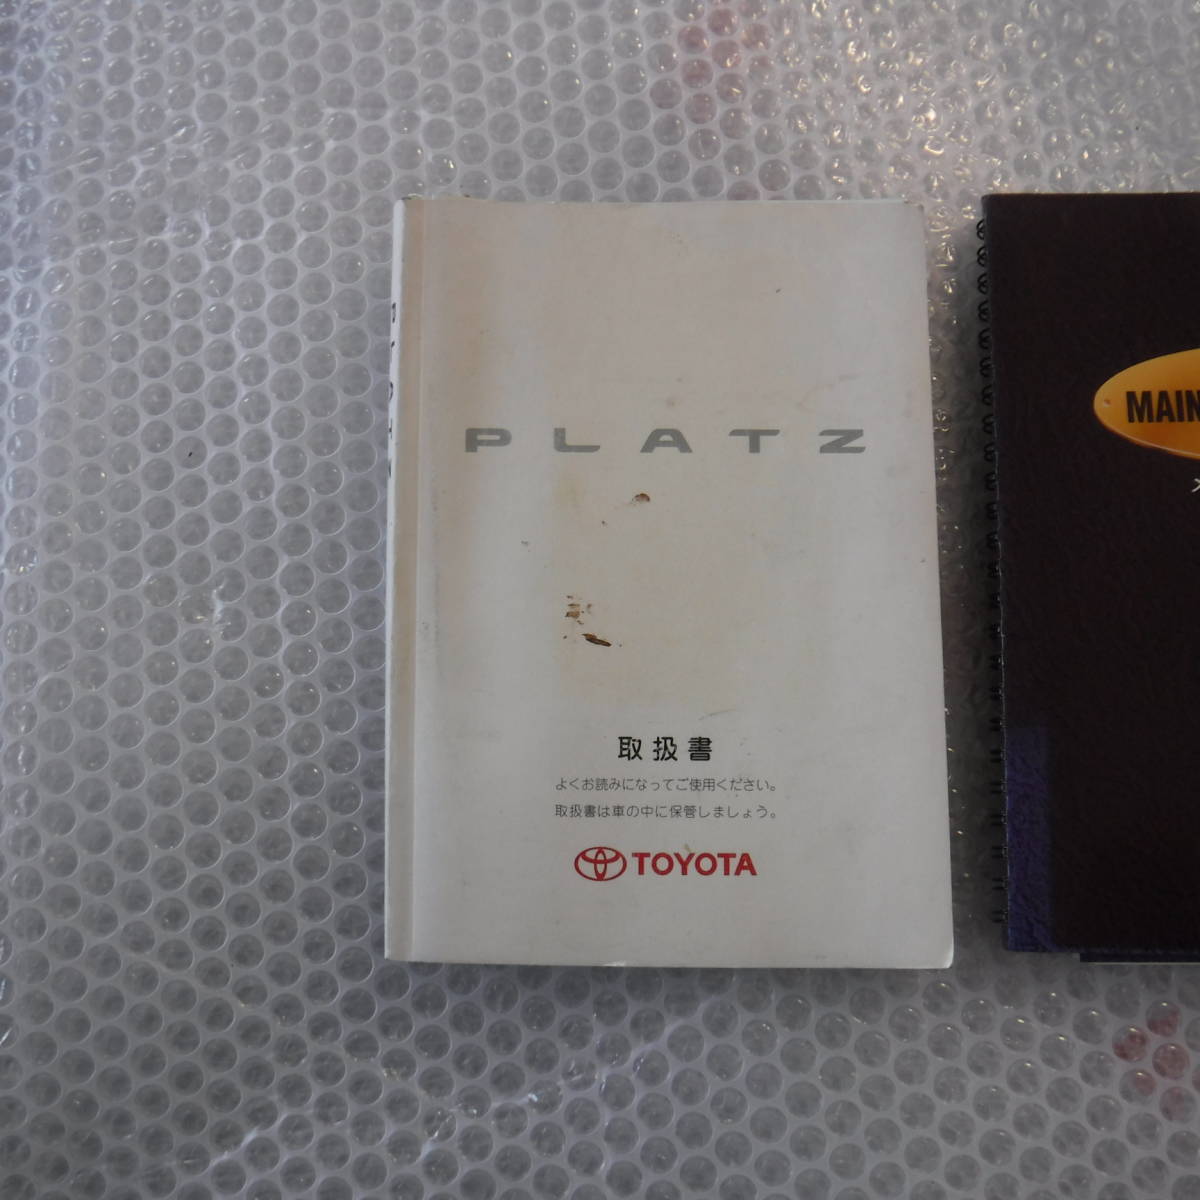 PLATZ
取扱書
よくお読みになってご使用ください。
取扱書は車の中に保管しましょう。
TOYOTA
MAIN